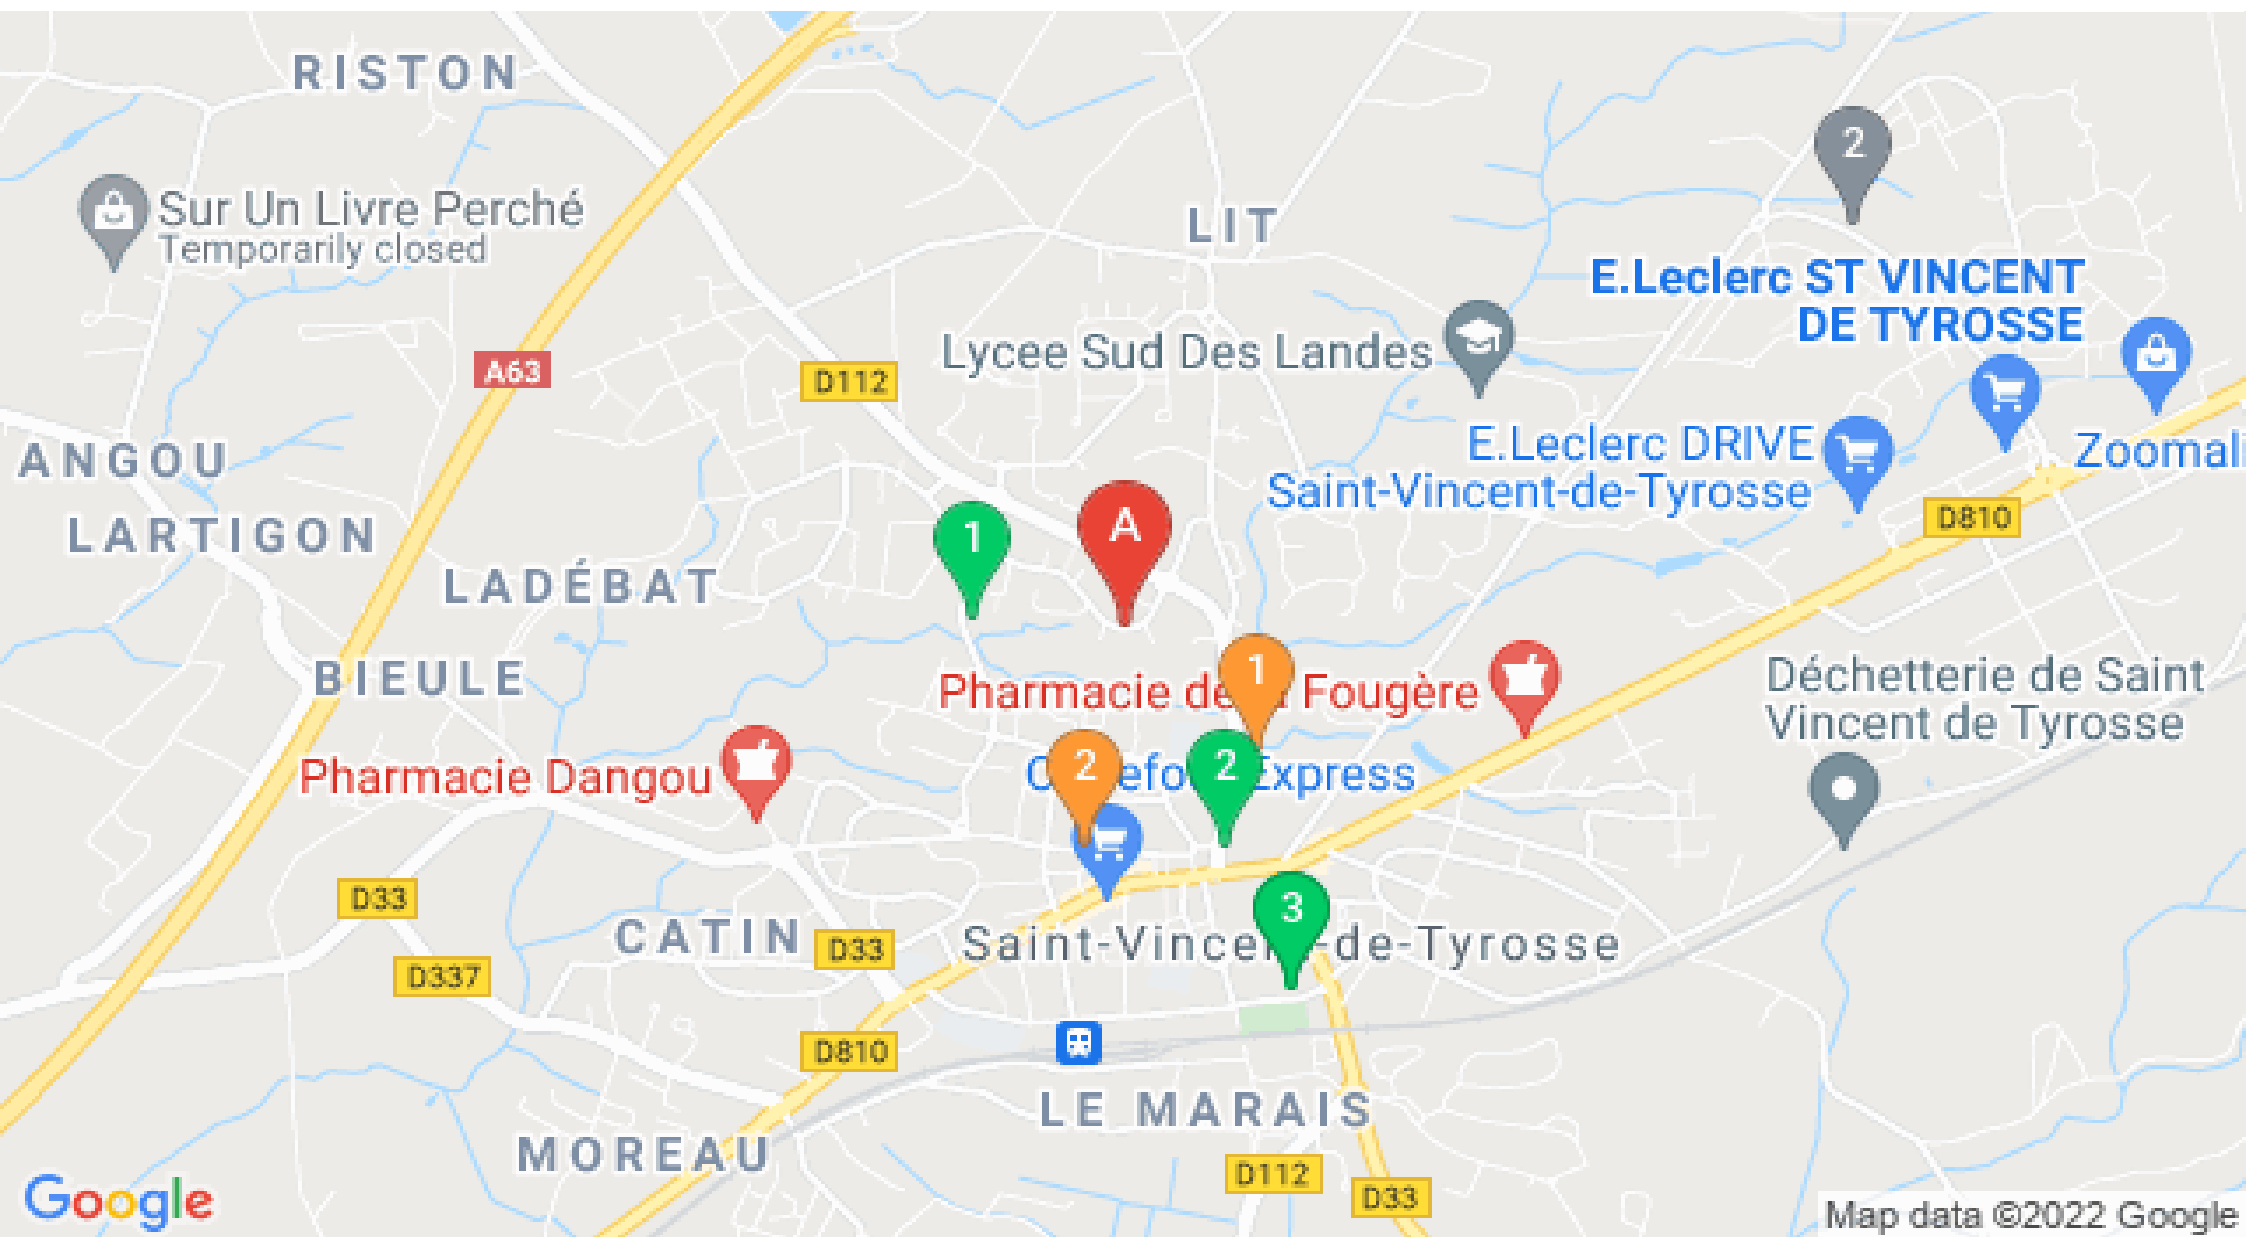 RISTON
2
Sur Un Livre Perché
Temporarily closed
LIT
E.Leclerc ST VINCENT
DE TYROSSE
Lycee Sud Des Landes
A63
D112
E.Leclerc DRIVE
Saint-Vincent-de-Tyrosse
Zoomali
ANGOU
LARTIGON
D810
1
A
LADÉBAT
BIEULE
Pharmacie de Fougère
1
Déchetterie de Saint
Vincent de Tyrosse
Pharmacie Dangou
2
2
Express
D33
3
CATIN
D33
Saint-Vincent-de-Tyrosse
D337
D810
LE MARAIS
MOREAU
D112
D33
Google
Map data ©2022 Google